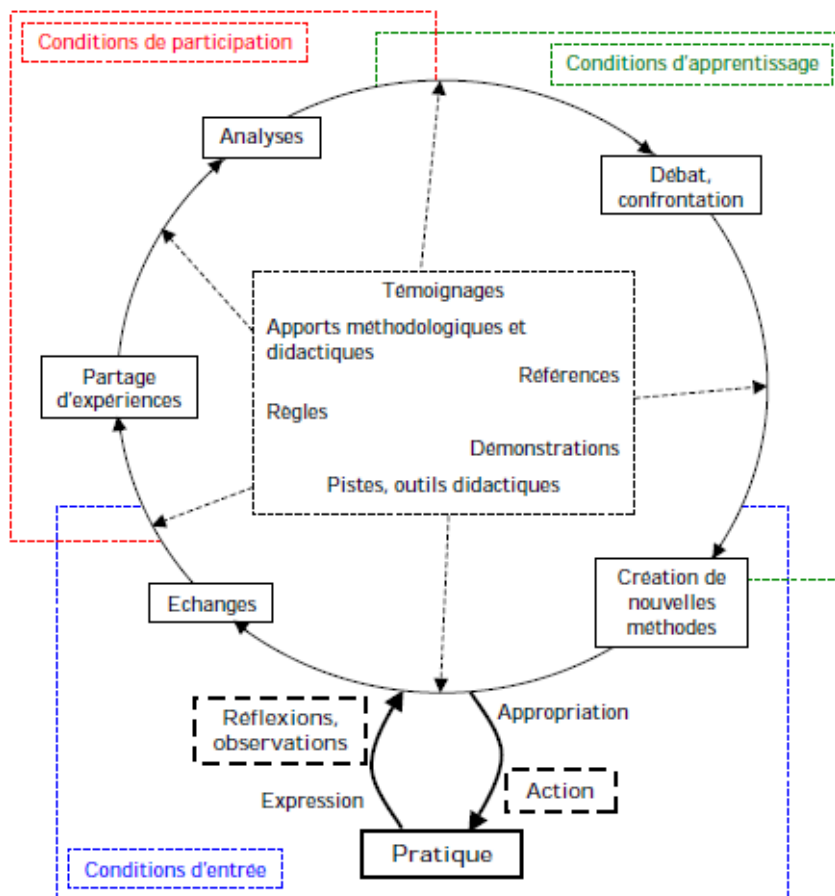 Conditions de participation
Conditions d'apprentissage
Analyses
Débat,
confrontation
Témoignages
Apports méthodologiques et
didactiques
Références
Partage
d'expériences
Règles
Démonstrations
Pistes, outils didactiques
Echanges
Création de
nouvelles
méthodes
Réflexions,
observations
Appropriation
Expression
Action
Pratique
Conditions d'entrée